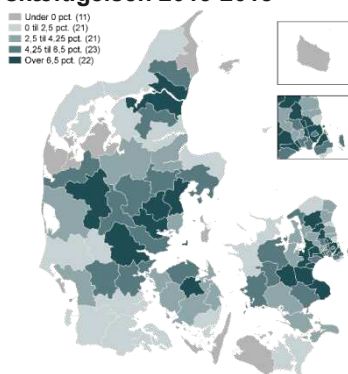 Under 0 pct. (11)
0 til 2,5 pct. (21)
2,5 til 4,25 pct. (21)
4,25 til 6,5 pct. (23)
Over 6,5 pct. (22)